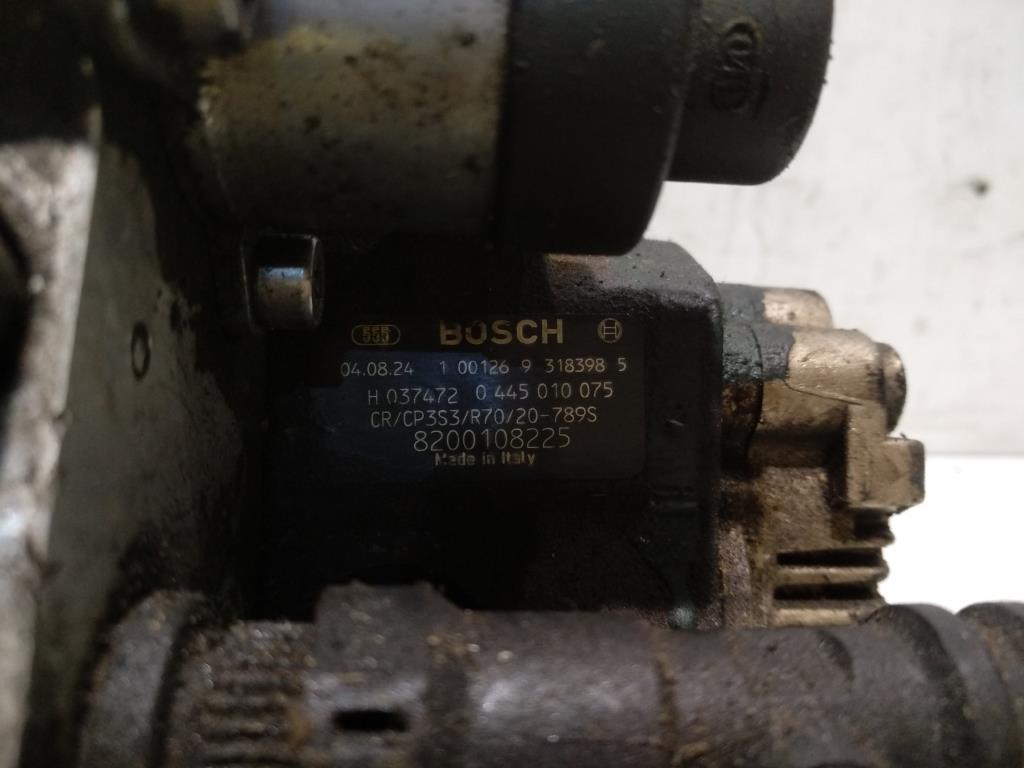 555 BOSCH
04.08.24 1 00126 9 318398 5
H 037472 0 445 010 075
CR/CP3S3/R70/20-789S
8200108225
Made in Italy